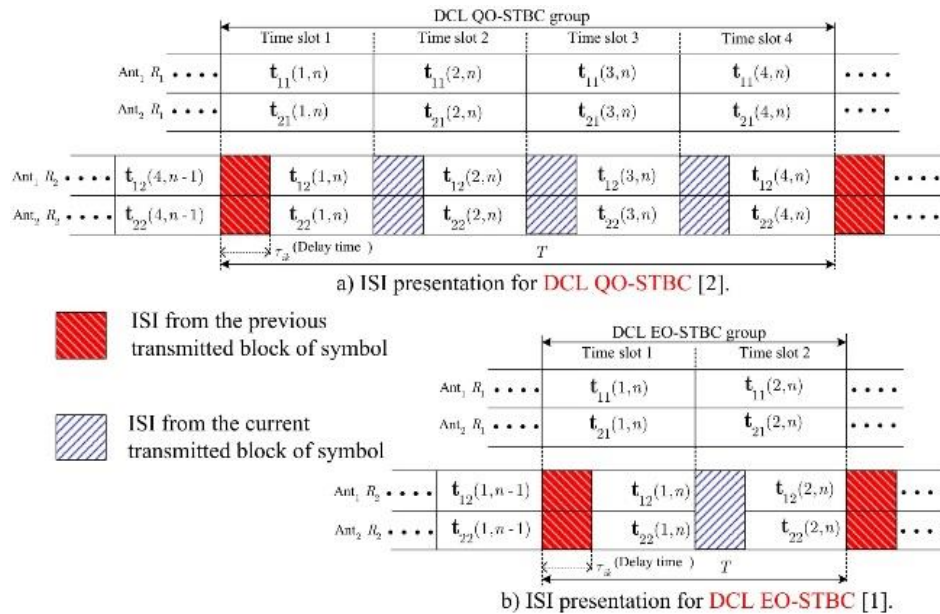 DCL QO-STBC group
Time slot 1 Time slot 2 Time slot 3 Time slot 4
Ant₁ R₁ • • • • t₁₁(1,n) t₁₁(2,n) t₁₁(3,n) t₁₁(4,n) • • • •
Ant₂ R₁ • • • • t₂₁(1,n) t₂₁(2,n) t₂₁(3,n) t₂₁(4,n) • • • •
Ant₁ R₂ • • • • t₁₂(4,n-1) t₁₂(1,n) t₁₂(2,n) t₁₂(3,n) t₁₂(4,n) • • • •
Ant₂ R₂ • • • • t₂₂(4,n-1) t₂₂(1,n) t₂₂(2,n) t₂₂(3,n) t₂₂(4,n) • • • •
τᵢₖ (Delay time ) T
a) ISI presentation for DCL QO-STBC [2].
ISI from the previous
transmitted block of symbol
ISI from the current
transmitted block of symbol
DCL EO-STBC group
Time slot 1 Time slot 2
Ant₁ R₁ • • • • t₁₁(1,n) t₁₁(2,n) • • • •
Ant₂ R₁ • • • • t₂₁(1,n) t₂₁(2,n) • • • •
Ant₁ R₂ • • • • t₁₂(1,n-1) t₁₂(1,n) t₁₂(2,n) • • •
Ant₂ R₂ • • • • t₂₂(1,n-1) t₂₂(1,n) t₂₂(2,n) • • •
τᵢₖ (Delay time ) T
b) ISI presentation for DCL EO-STBC [1].